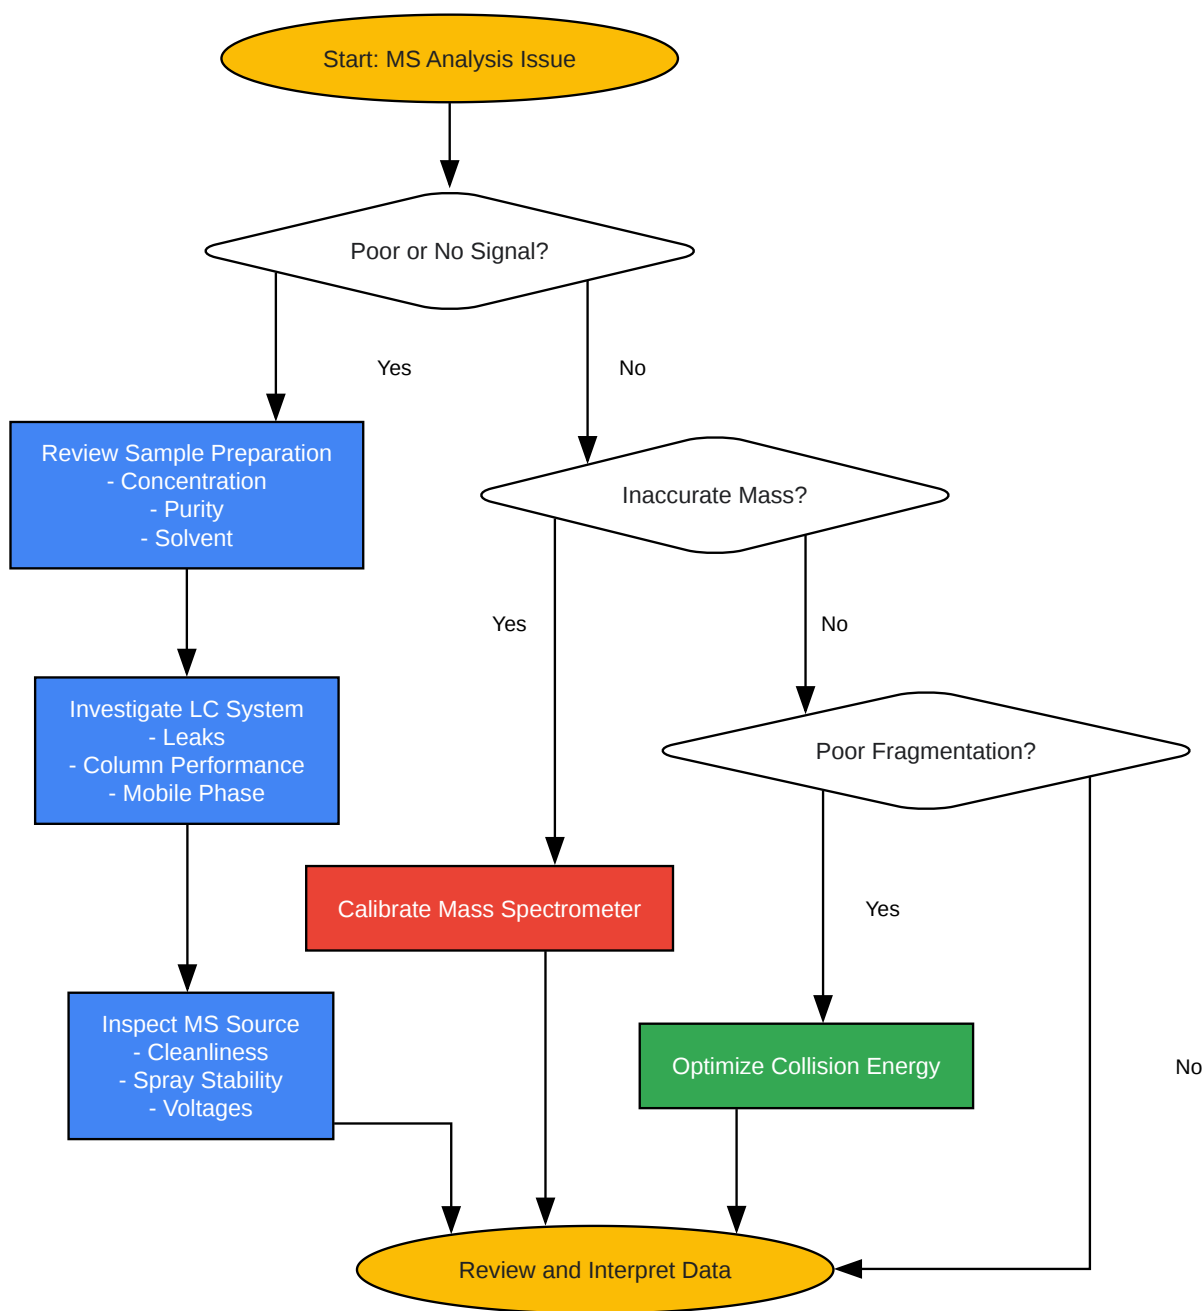 Start: MS Analysis Issue
Poor or No Signal?
Yes
No
Review Sample Preparation
- Concentration
- Purity
- Solvent
Inaccurate Mass?
Yes
No
Investigate LC System
- Leaks
- Column Performance
- Mobile Phase
Poor Fragmentation?
Calibrate Mass Spectrometer
Yes
Inspect MS Source
- Cleanliness
- Spray Stability
- Voltages
Optimize Collision Energy
No
Review and Interpret Data